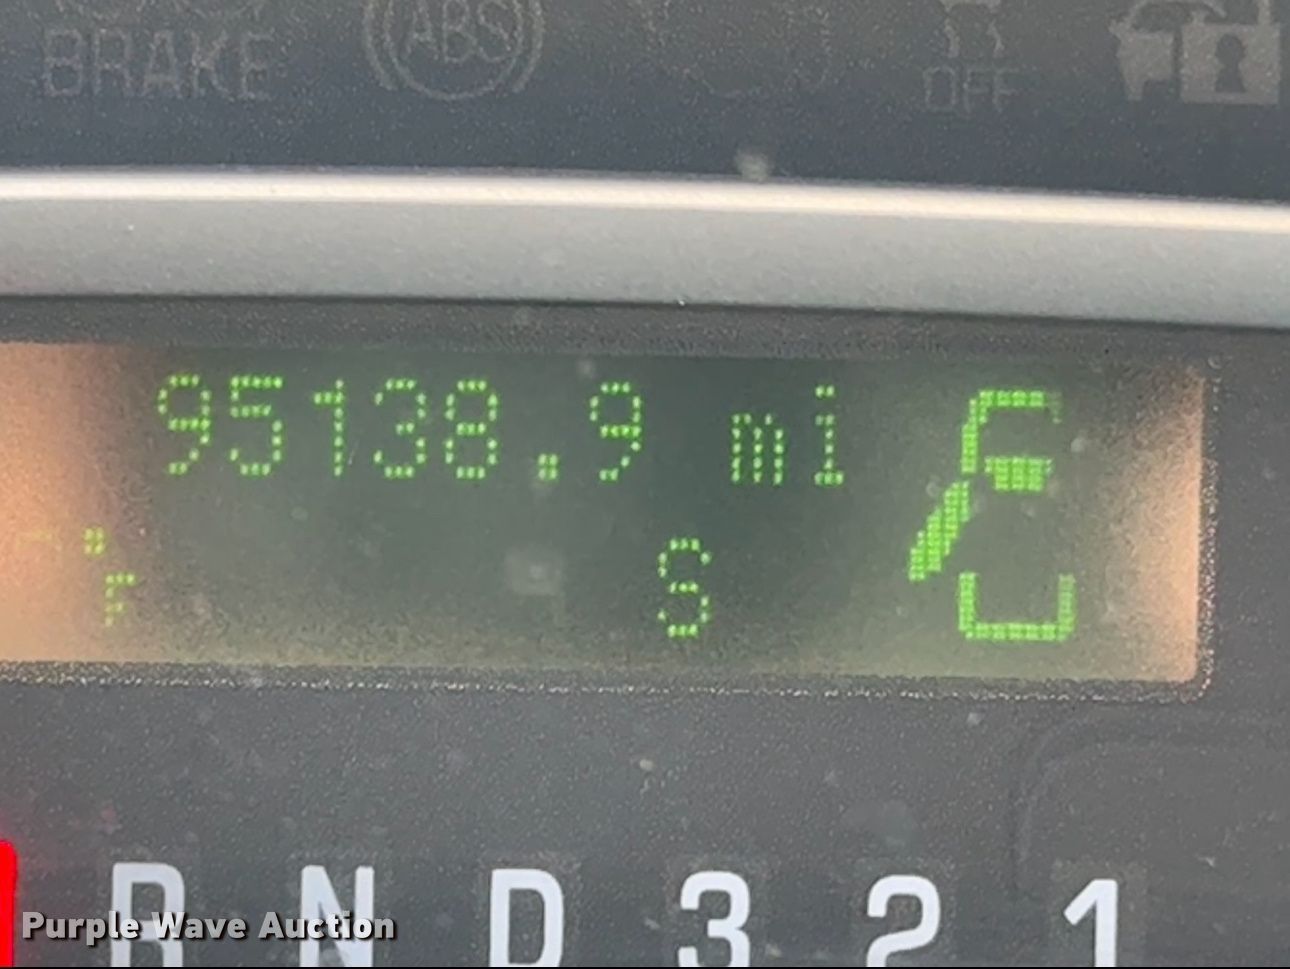 BRAKE ABS OFF
95138.9 mi
-- °F S
R N D 3 2 1
Purple Wave Auction